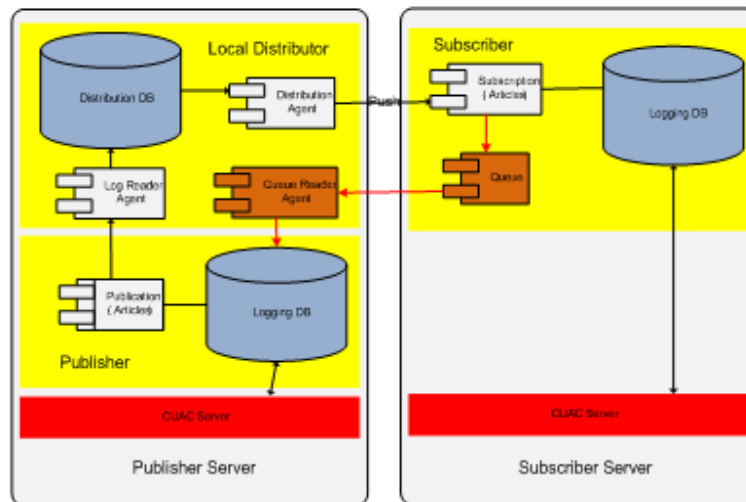 Local Distributor
Distribution DB
Distribution
Agent
Push
Subscriber
Subscription
( Articles)
Logging DB
Log Reader
Agent
Queue Reader
Agent
Queue
Publication
( Articles)
Logging DB
Publisher
CUAC Server
CUAC Server
Publisher Server
Subscriber Server